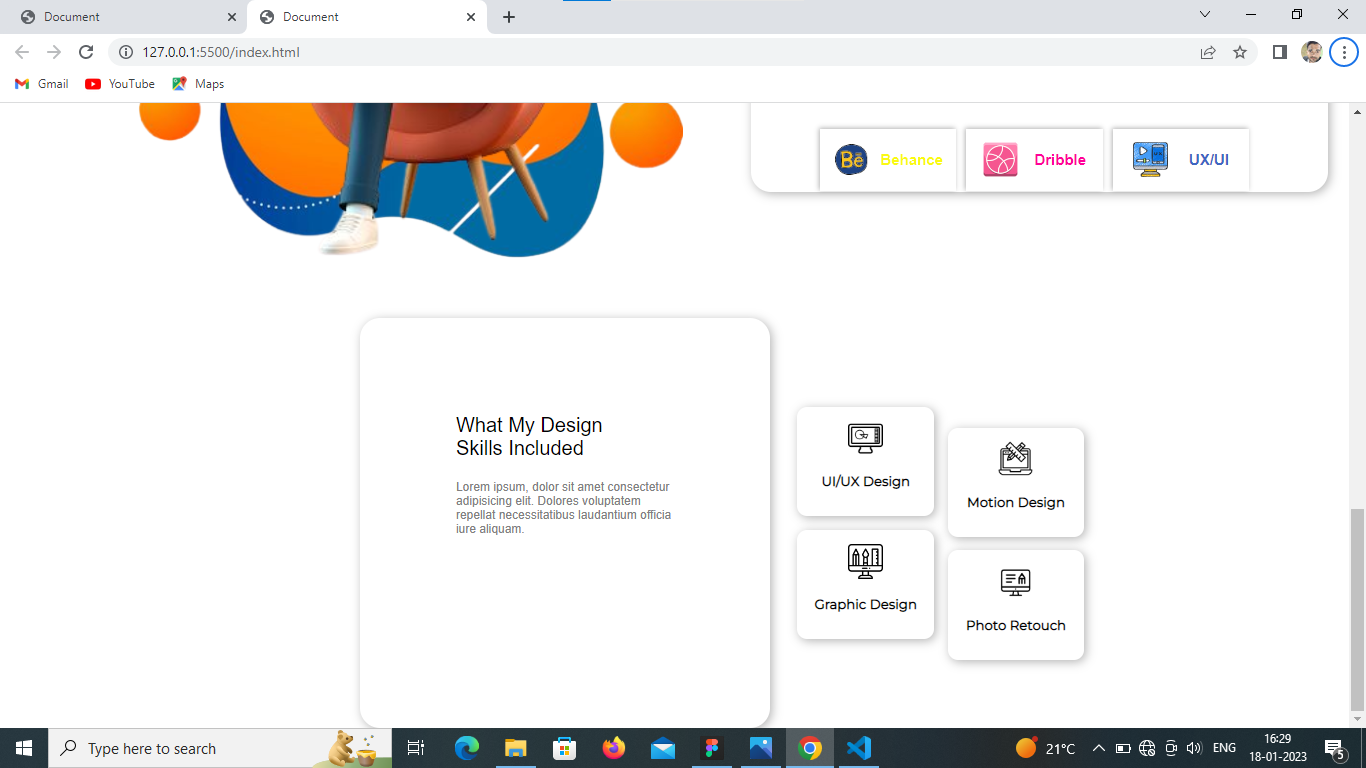 Document
Document
127.0.0.1:5500/index.html
Gmail
YouTube
Maps
Bē Behance
Dribble
UX/UI
What My Design
Skills Included
Lorem ipsum, dolor sit amet consectetur
adipisicing elit. Dolores voluptatem
repellat necessitatibus laudantium officia
iure aliquam.
UI/UX Design
Motion Design
Graphic Design
Photo Retouch
Type here to search
21°C
ENG
16:29
18-01-2023
5